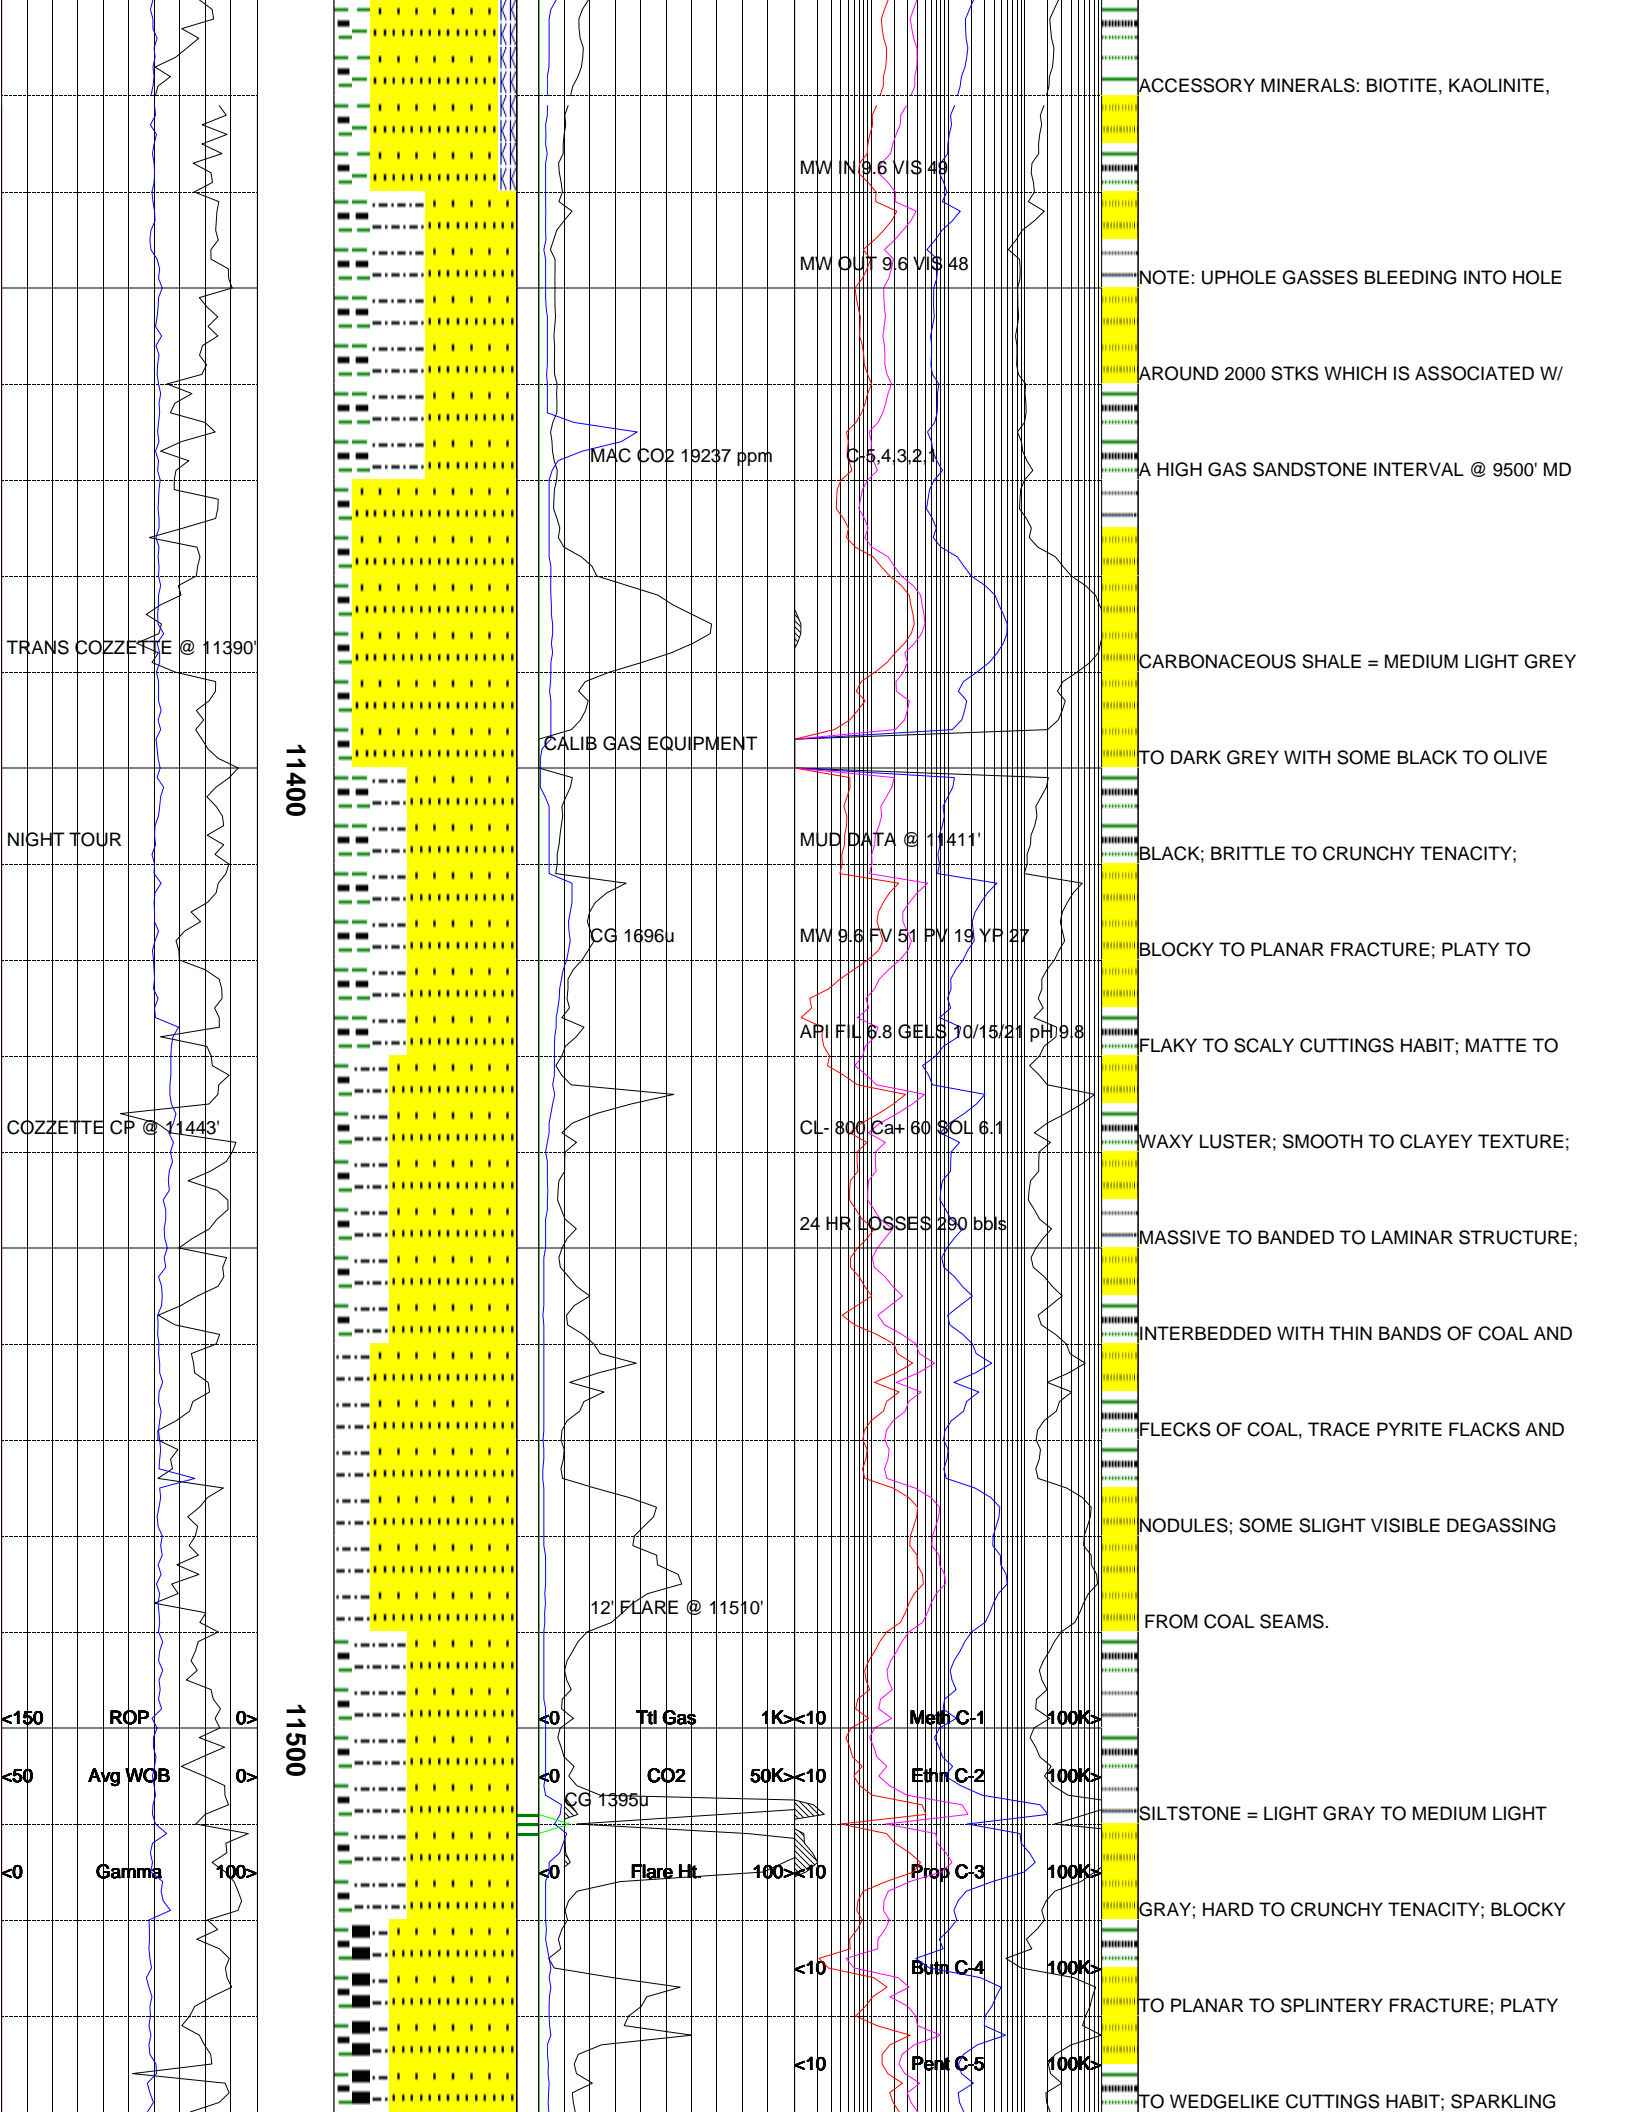 ACCESSORY MINERALS: BIOTITE, KAOLINITE,
MW IN 9.6 VIS 49
MW OUT 9.6 VIS 48
NOTE: UPHOLE GASSES BLEEDING INTO HOLE
AROUND 2000 STKS WHICH IS ASSOCIATED W/
MAC CO2 19237 ppm
C-5,4,3,2,1
A HIGH GAS SANDSTONE INTERVAL @ 9500' MD
TRANS COZZETTE @ 11390'
CARBONACEOUS SHALE = MEDIUM LIGHT GREY
CALIB GAS EQUIPMENT
TO DARK GREY WITH SOME BLACK TO OLIVE
11400
NIGHT TOUR
MUD DATA @ 11411'
BLACK; BRITTLE TO CRUNCHY TENACITY;
CG 1696u
MW 9.6 FV 51 PV 19 YP 27
BLOCKY TO PLANAR FRACTURE; PLATY TO
API FIL 6.8 GELS 10/15/21 pH 9.8
FLAKY TO SCALY CUTTINGS HABIT; MATTE TO
COZZETTE CP @ 11443'
CL- 800 Ca+ 60 SOL 6.1
WAXY LUSTER; SMOOTH TO CLAYEY TEXTURE;
24 HR LOSSES 290 bbls
MASSIVE TO BANDED TO LAMINAR STRUCTURE;
INTERBEDDED WITH THIN BANDS OF COAL AND
FLECKS OF COAL, TRACE PYRITE FLACKS AND
NODULES; SOME SLIGHT VISIBLE DEGASSING
12' FLARE @ 11510'
FROM COAL SEAMS.
<150 ROP 0>
11500
<0 Ttl Gas 1K>
<10 Meth C-1 100K>
<50 Avg WOB 0>
<0 CO2 50K>
<10 Ethn C-2 100K>
CG 1395u
SILTSTONE = LIGHT GRAY TO MEDIUM LIGHT
<0 Gamma 100>
<0 Flare Ht. 100>
<10 Prop C-3 100K>
GRAY; HARD TO CRUNCHY TENACITY; BLOCKY
<10 Butn C-4 100K>
TO PLANAR TO SPLINTERY FRACTURE; PLATY
<10 Pent C-5 100K>
TO WEDGELIKE CUTTINGS HABIT; SPARKLING